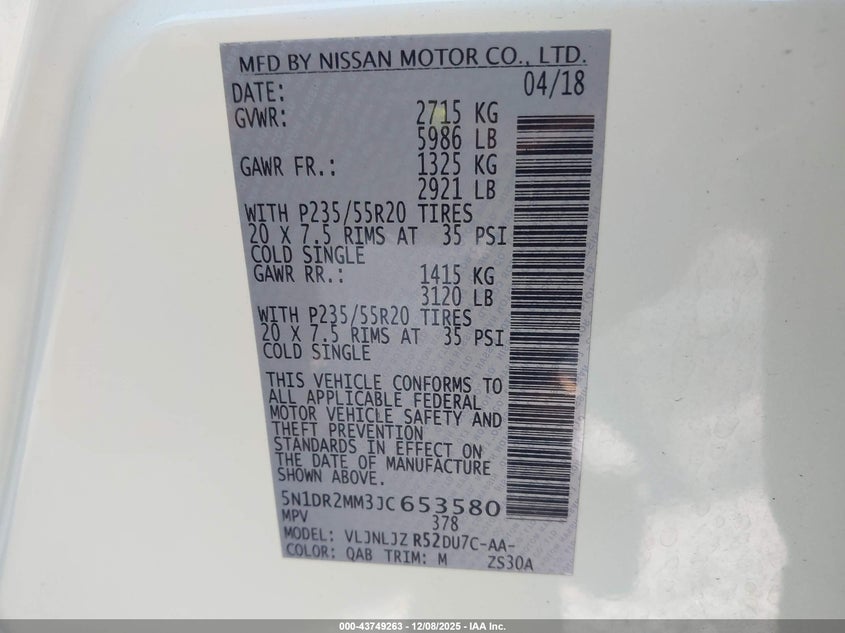 MFD BY NISSAN MOTOR CO., LTD.
DATE: 04/18
GVWR: 2715 KG
5986 LB
GAWR FR.: 1325 KG
2921 LB
WITH P235/55R20 TIRES
20 X 7.5 RIMS AT 35 PSI
COLD SINGLE
GAWR RR.: 1415 KG
3120 LB
WITH P235/55R20 TIRES
20 X 7.5 RIMS AT 35 PSI
COLD SINGLE
THIS VEHICLE CONFORMS TO
ALL APPLICABLE FEDERAL
MOTOR VEHICLE SAFETY AND
THEFT PREVENTION
STANDARDS IN EFFECT ON
THE DATE OF MANUFACTURE
SHOWN ABOVE.
5N1DR2MM3JC653580
MPV 378
MODEL: VLJNLJZ R52DU7C-AA-
COLOR: QAB TRIM: M ZS30A
000-43749263 - 12/08/2025 - IAA Inc.